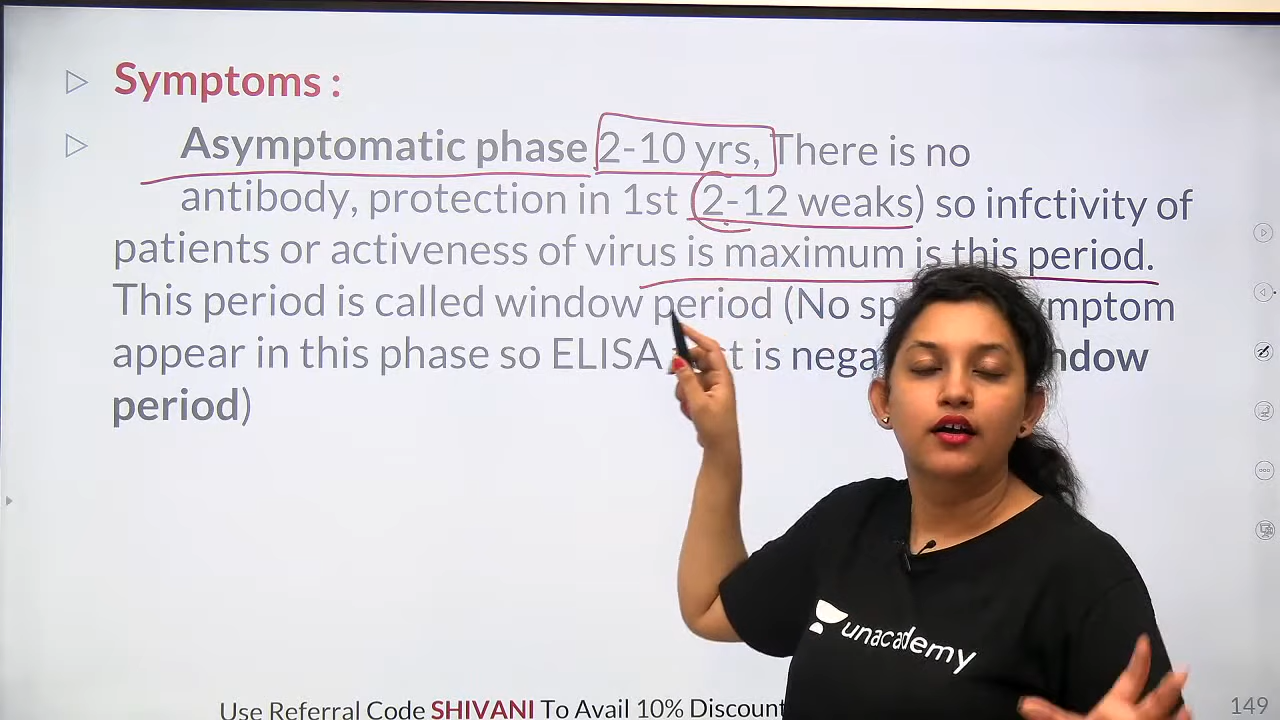 Symptoms :
Asymptomatic phase 2-10 yrs, There is no
antibody, protection in 1st (2-12 weaks) so infctivity of
patients or activeness of virus is maximum is this period.
This period is called window period (No
appear in this phase so ELISA is
period)
unacademy
Use Referral Code SHIVANI To Avail 10% Discount
149